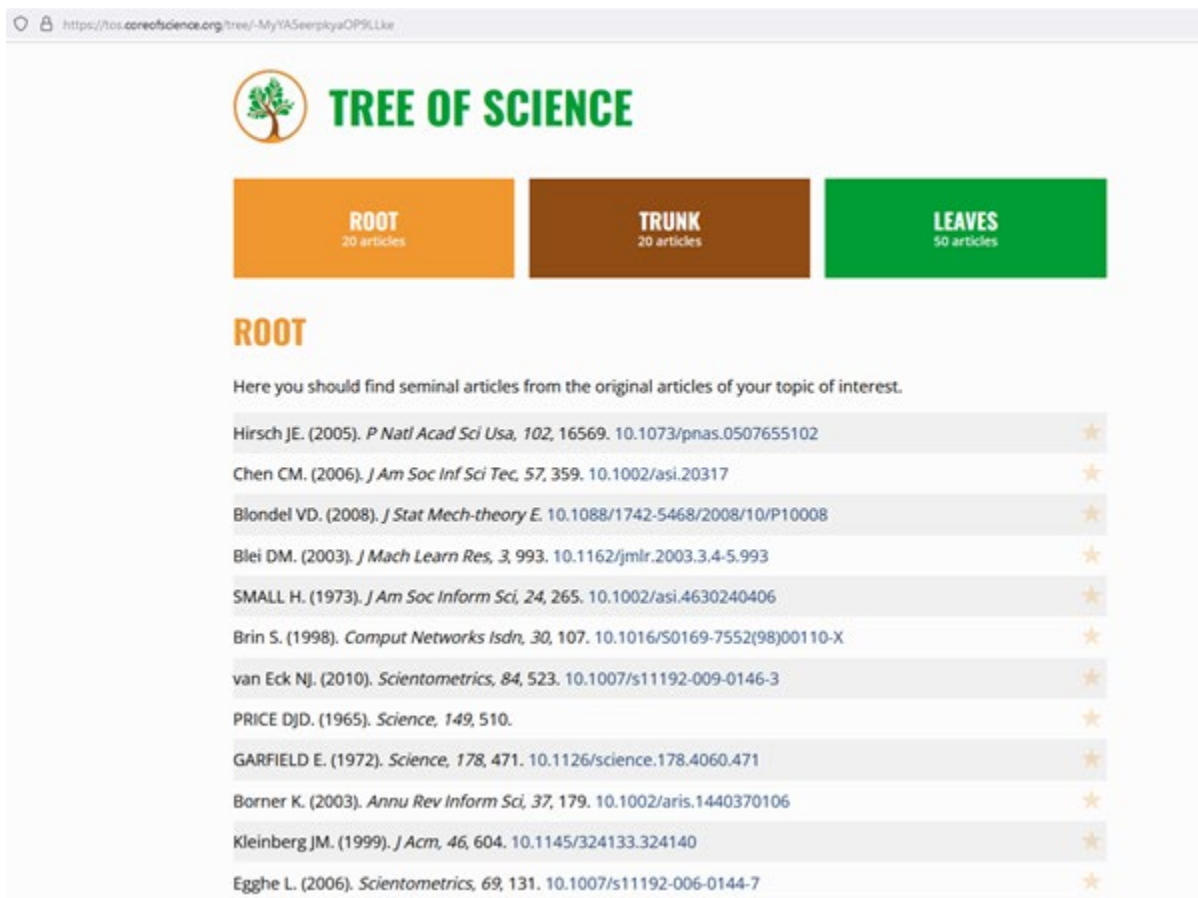 https://tos.coreofscience.org/tree/-MyYASeerpkyaOP9LLke
TREE OF SCIENCE
ROOT
20 articles
TRUNK
20 articles
LEAVES
50 articles
ROOT
Here you should find seminal articles from the original articles of your topic of interest.
Hirsch JE. (2005). P Natl Acad Sci Usa, 102, 16569. 10.1073/pnas.0507655102
Chen CM. (2006). J Am Soc Inf Sci Tec, 57, 359. 10.1002/asi.20317
Blondel VD. (2008). J Stat Mech-theory E. 10.1088/1742-5468/2008/10/P10008
Blei DM. (2003). J Mach Learn Res, 3, 993. 10.1162/jmlr.2003.3.4-5.993
SMALL H. (1973). J Am Soc Inform Sci, 24, 265. 10.1002/asi.4630240406
Brin S. (1998). Comput Networks Isdn, 30, 107. 10.1016/S0169-7552(98)00110-X
van Eck NJ. (2010). Scientometrics, 84, 523. 10.1007/s11192-009-0146-3
PRICE DJD. (1965). Science, 149, 510.
GARFIELD E. (1972). Science, 178, 471. 10.1126/science.178.4060.471
Borner K. (2003). Annu Rev Inform Sci, 37, 179. 10.1002/aris.1440370106
Kleinberg JM. (1999). J Acm, 46, 604. 10.1145/324133.324140
Egghe L. (2006). Scientometrics, 69, 131. 10.1007/s11192-006-0144-7